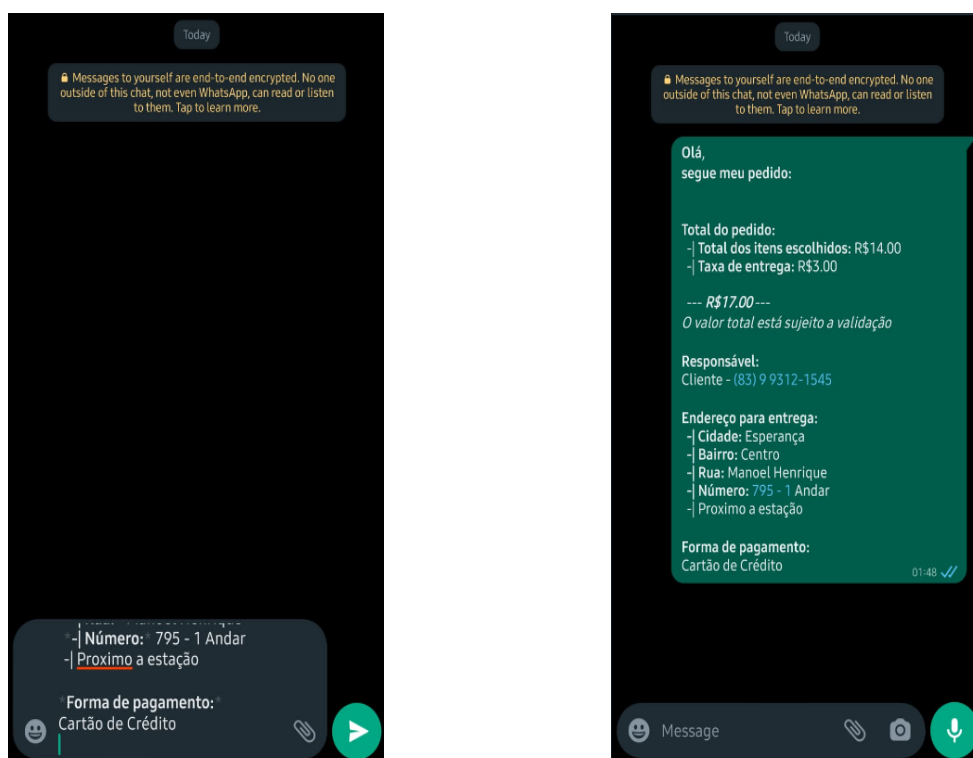 Today
Messages to yourself are end-to-end encrypted. No one
outside of this chat, not even WhatsApp, can read or listen
to them. Tap to learn more.
*-| Número:* 795 - 1 Andar
-| Proximo a estação
*Forma de pagamento:*
Cartão de Crédito
Today
Messages to yourself are end-to-end encrypted. No one
outside of this chat, not even WhatsApp, can read or listen
to them. Tap to learn more.
Olá,
segue meu pedido:
Total do pedido:
-| Total dos itens escolhidos: R$14.00
-| Taxa de entrega: R$3.00
--- R$17.00 ---
O valor total está sujeito a validação
Responsável:
Cliente - (83) 9 9312-1545
Endereço para entrega:
-| Cidade: Esperança
-| Bairro: Centro
-| Rua: Manoel Henrique
-| Número: 795 - 1 Andar
-| Proximo a estação
Forma de pagamento:
Cartão de Crédito
01:48
Message